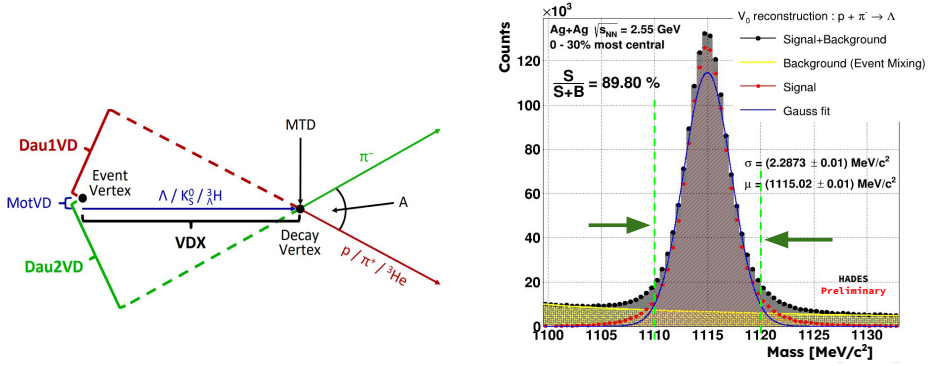 Dau1VD
Event
Vertex
MotVD
Λ / K⁰_S / ³_ΛH
VDX
Dau2VD
MTD
π⁻
A
Decay
Vertex
p / π⁺ / ³He
×10³
Counts
120
100
80
60
40
20
0
Ag+Ag √s_NN = 2.55 GeV
0 - 30% most central
S
S+B
= 89.80 %
V₀ reconstruction : p + π⁻ → Λ
Signal+Background
Background (Event Mixing)
Signal
Gauss fit
σ = (2.2873 ± 0.01) MeV/c²
μ = (1115.02 ± 0.01) MeV/c²
HADES
Preliminary
1100 1105 1110 1115 1120 1125 1130
Mass [MeV/c²]